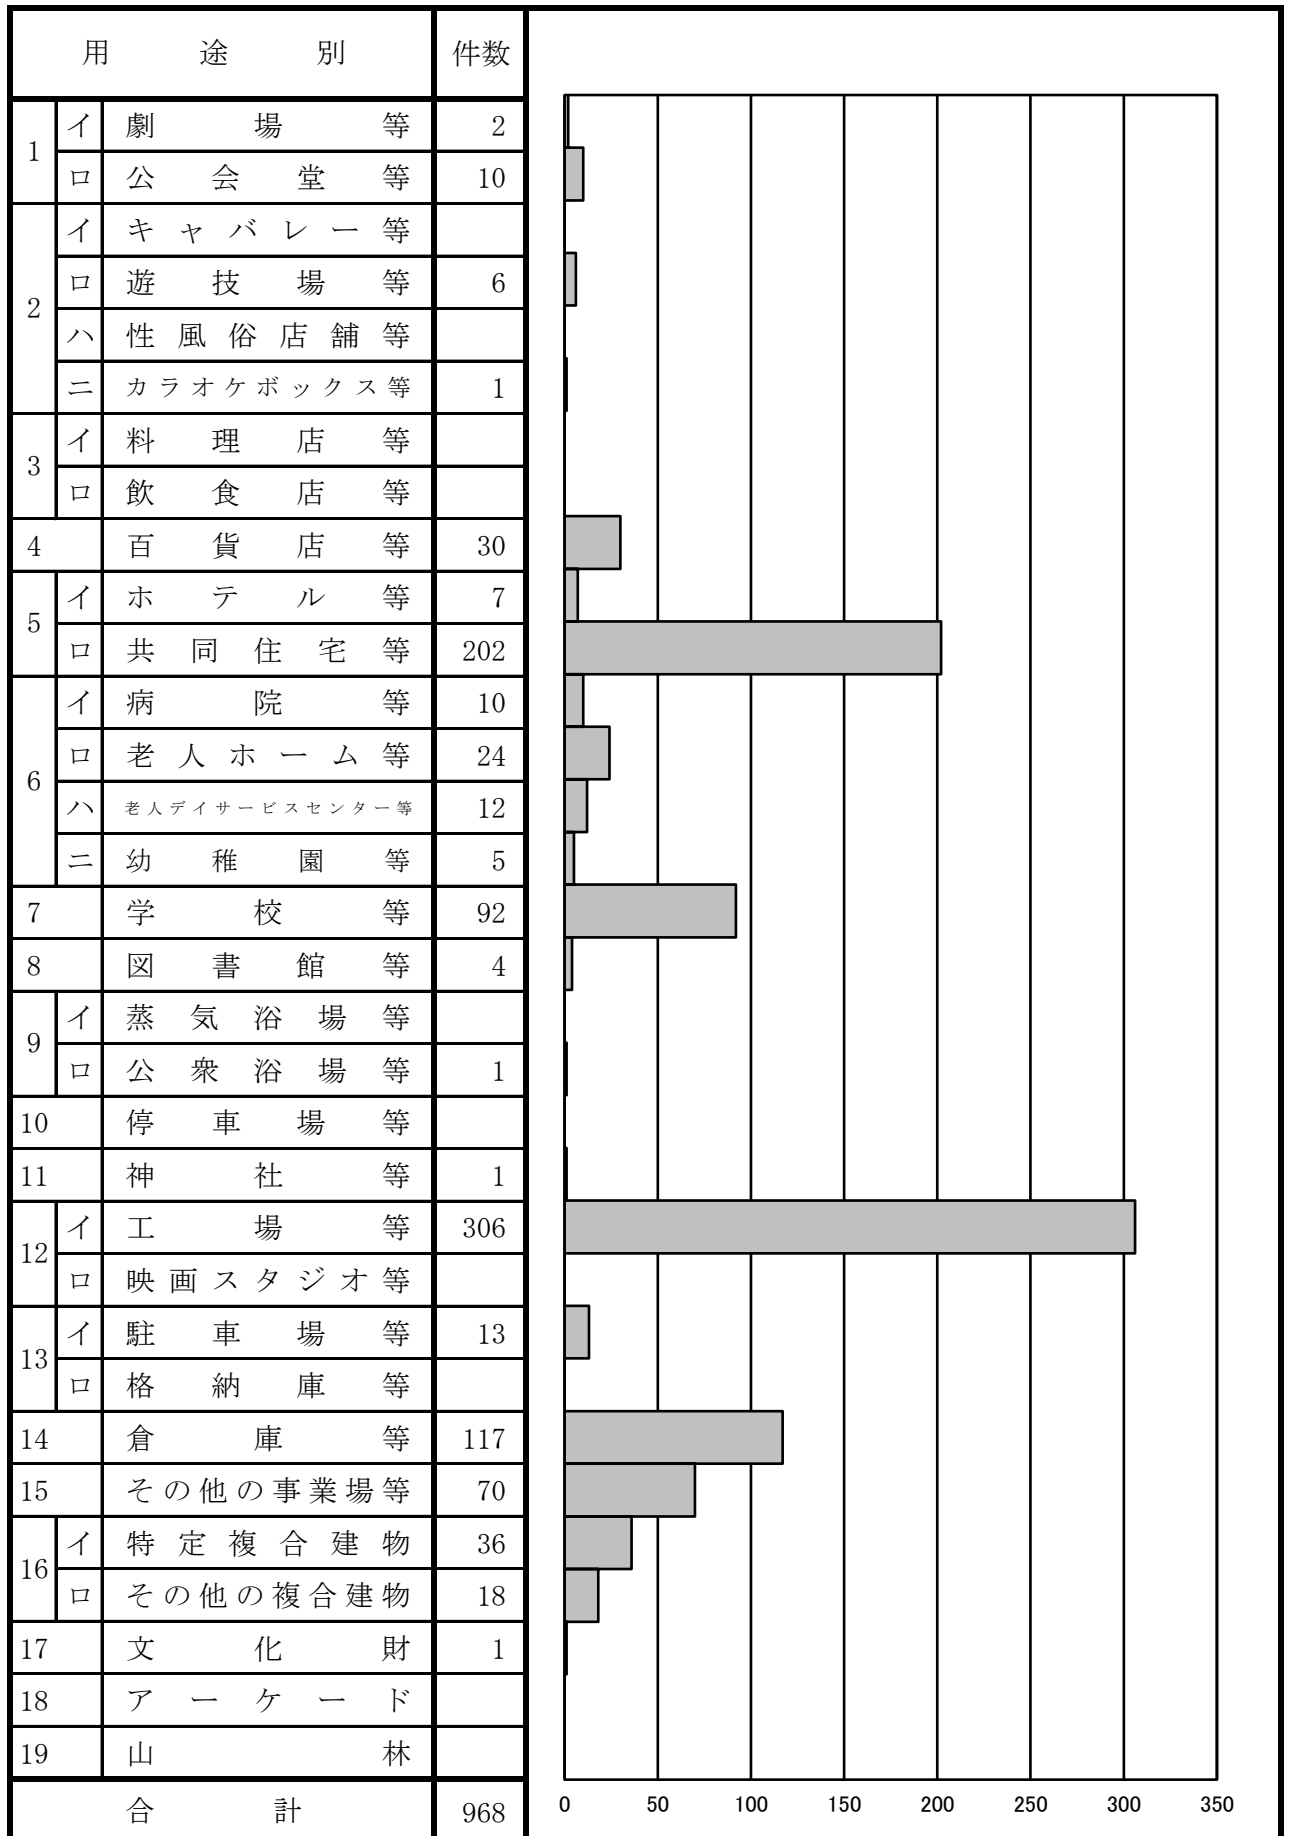 用途別 件数
1 イ 劇場等 2
ロ 公会堂等 10
2 イ キャバレー等
ロ 遊技場等 6
ハ 性風俗店舗等
ニ カラオケボックス等 1
3 イ 料理店等
ロ 飲食店等
4 百貨店等 30
5 イ ホテル等 7
ロ 共同住宅等 202
6 イ 病院等 10
ロ 老人ホーム等 24
ハ 老人デイサービスセンター等 12
ニ 幼稚園等 5
7 学校等 92
8 図書館等 4
9 イ 蒸気浴場等
ロ 公衆浴場等 1
10 停車場等
11 神社等 1
12 イ 工場等 306
ロ 映画スタジオ等
13 イ 駐車場等 13
ロ 格納庫等
14 倉庫等 117
15 その他の事業場等 70
16 イ 特定複合建物 36
ロ その他の複合建物 18
17 文化財 1
18 アーケード
19 山林
合計 968
0 50 100 150 200 250 300 350